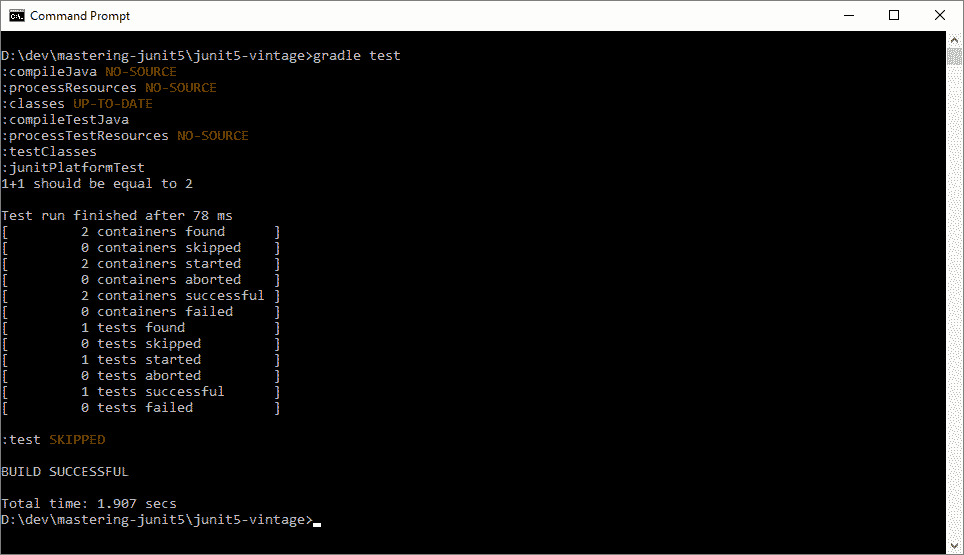 Command Prompt
D:\dev\mastering-junit5\junit5-vintage>gradle test
:compileJava NO-SOURCE
:processResources NO-SOURCE
:classes UP-TO-DATE
:compileTestJava
:processTestResources NO-SOURCE
:testClasses
:junitPlatformTest
1+1 should be equal to 2
Test run finished after 78 ms
[         2 containers found      ]
[         0 containers skipped    ]
[         2 containers started    ]
[         0 containers aborted    ]
[         2 containers successful ]
[         0 containers failed     ]
[         1 tests found           ]
[         0 tests skipped         ]
[         1 tests started         ]
[         0 tests aborted         ]
[         1 tests successful      ]
[         0 tests failed          ]
:test SKIPPED
BUILD SUCCESSFUL
Total time: 1.907 secs
D:\dev\mastering-junit5\junit5-vintage>